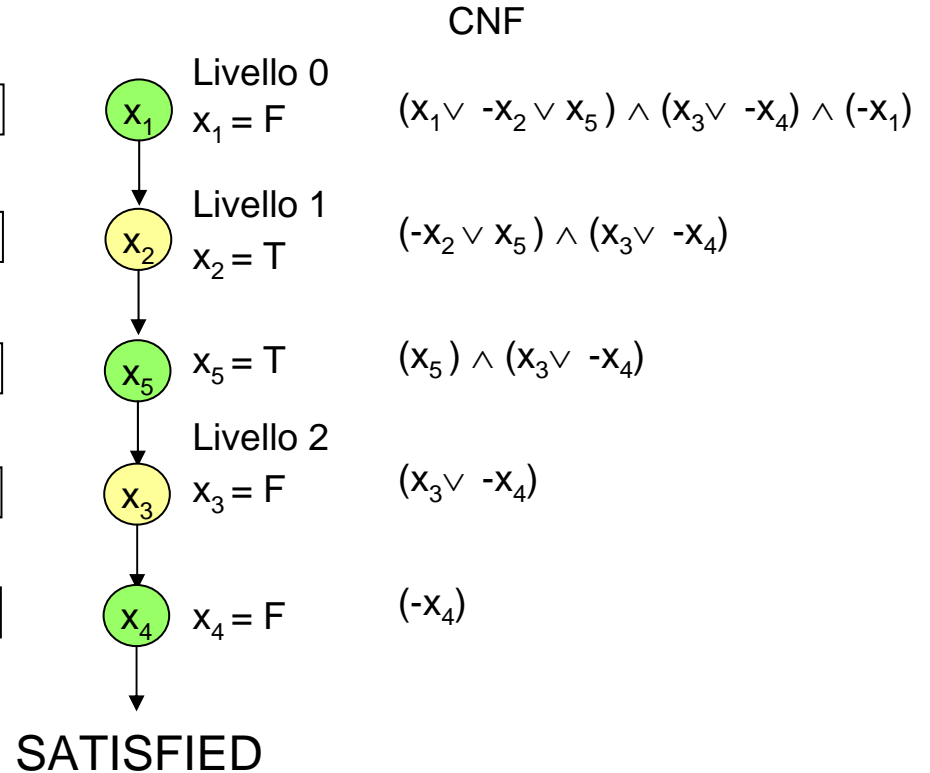 CNF
Livello 0
x₁ x₁ = F (x₁∨ -x₂ ∨ x₅ ) ∧ (x₃∨ -x₄) ∧ (-x₁)
Livello 1
x₂ x₂ = T (-x₂ ∨ x₅ ) ∧ (x₃∨ -x₄)
x₅ x₅ = T (x₅ ) ∧ (x₃∨ -x₄)
Livello 2
x₃ x₃ = F (x₃∨ -x₄)
x₄ x₄ = F (-x₄)
SATISFIED